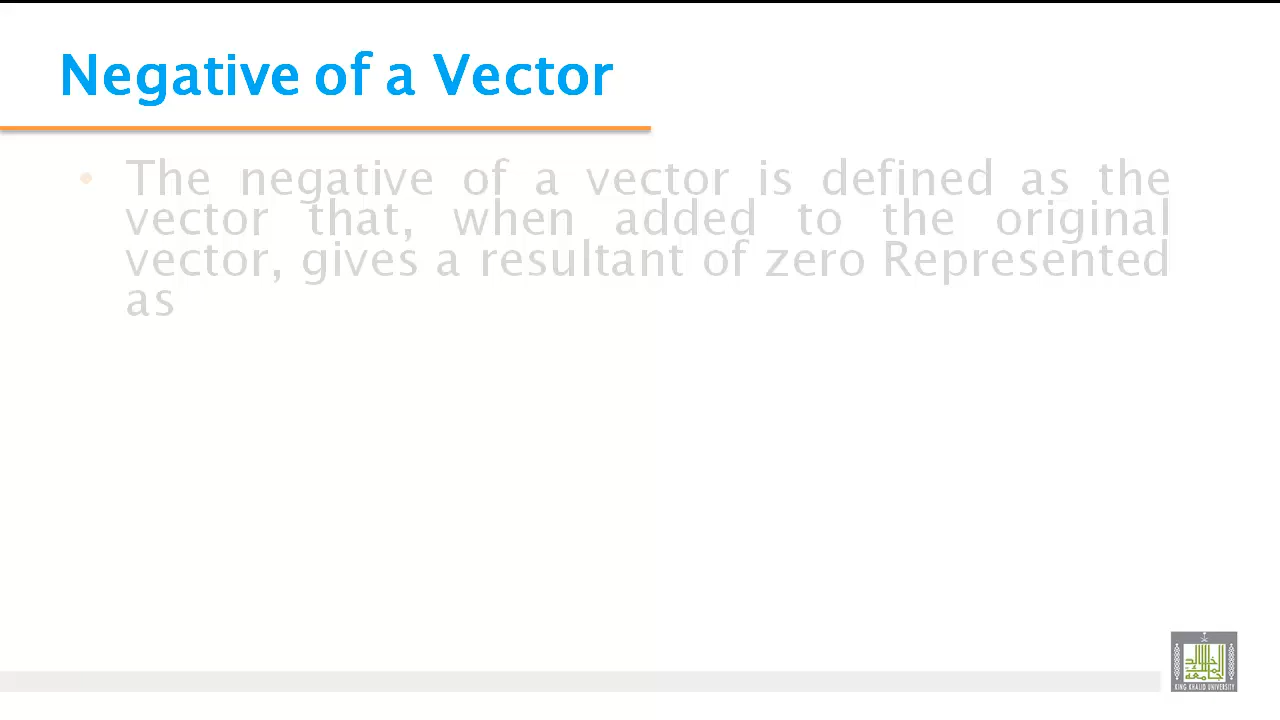 Negative of a Vector
• The negative of a vector is defined as the
vector that, when added to the original
vector, gives a resultant of zero Represented
as
KING KHALID UNIVERSITY